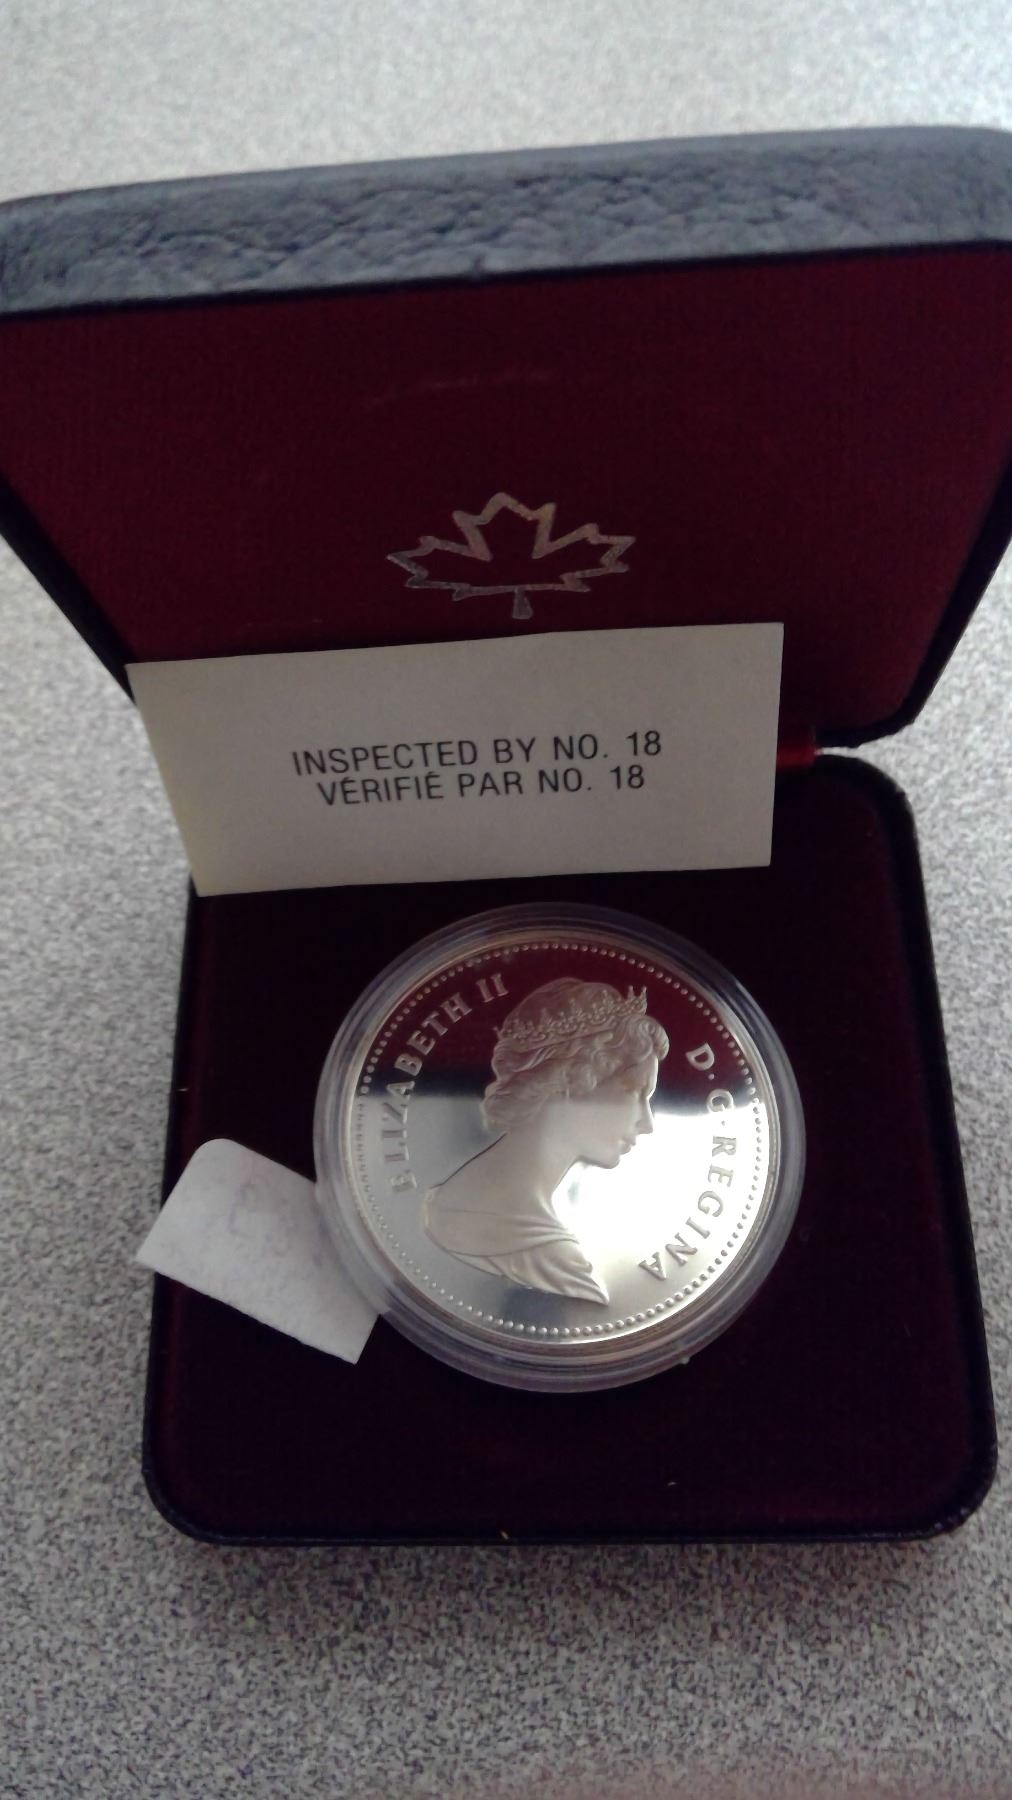 INSPECTED BY NO. 18
VÉRIFIÉ PAR NO. 18
ELIZABETH II
D·G·REGINA